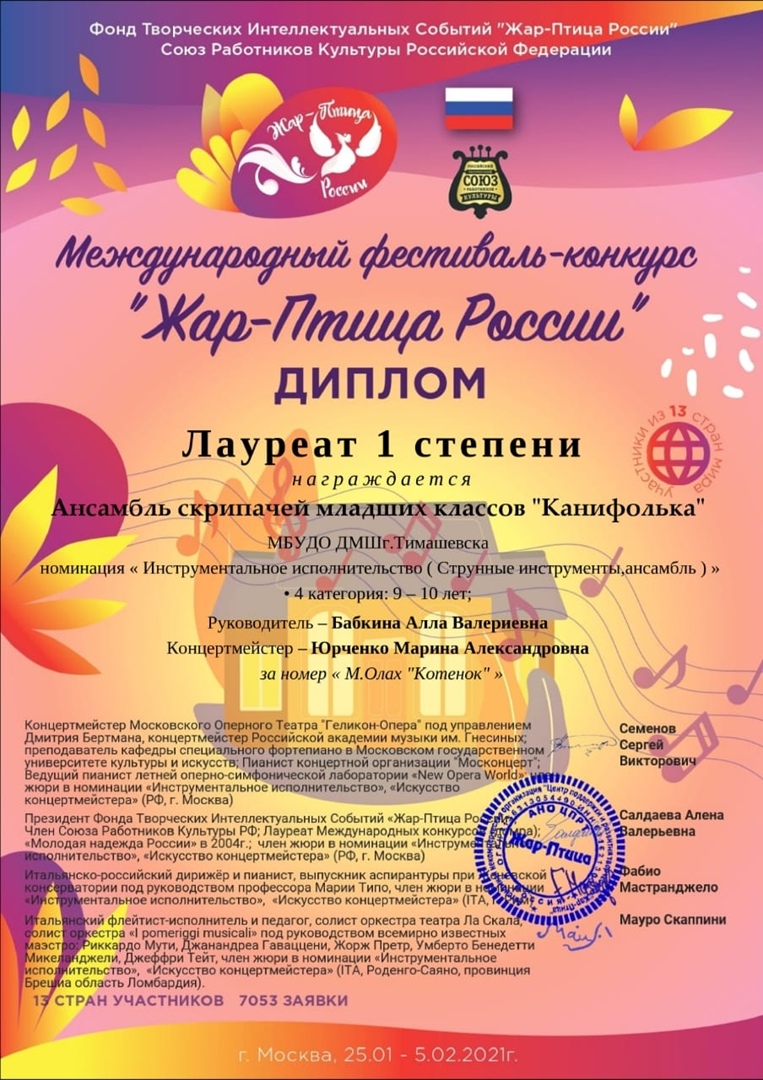 Фонд Творческих Интеллектуальных Событий "Жар-Птица России"
Союз Работников Культуры Российской Федерации
Жар-Птица
России
РОССИЙСКИЙ
СОЮЗ
РАБОТНИКОВ
КУЛЬТУРЫ
Международный фестиваль-конкурс
"Жар-Птица России"
ДИПЛОМ
участники из 13 стран мира
Лауреат 1 степени
награждается
Ансамбль скрипачей младших классов "Канифолька"
МБУДО ДМШг.Тимашевска
номинация « Инструментальное исполнительство ( Струнные инструменты,ансамбль ) »
• 4 категория: 9 – 10 лет;
Руководитель – Бабкина Алла Валериевна
Концертмейстер – Юрченко Марина Александровна
за номер « М.Олах "Котенок" »
Концертмейстер Московского Оперного Театра "Геликон-Опера" под управлением
Дмитрия Бертмана, концертмейстер Российской академии музыки им. Гнесиных;
преподаватель кафедры специального фортепиано в Московском государственном
университете культуры и искусств; Пианист концертной организации "Москонцерт";
Ведущий пианист летней оперно-симфонической лаборатории «New Opera World»; член
жюри в номинации «Инструментальное исполнительство», «Искусство
концертмейстера» (РФ, г. Москва)
Семенов
Сергей
Викторович
Президент Фонда Творческих Интеллектуальных Событий «Жар-Птица России»
Член Союза Работников Культуры РФ; Лауреат Международных конкурсов
«Молодая надежда России» в 2004г.; член жюри в номинации «Инструментальное
исполнительство», «Искусство концертмейстера» (РФ, г. Москва)
Салдаева Алена
Валерьевна
Жар-Птица
Итальянско-российский дирижёр и пианист, выпускник аспирантуры при
консерватории под руководством профессора Марии Типо, член жюри в номинации
«Инструментальное исполнительство», «Искусство концертмейстера» (ITA,
Фабио
Мастранджело
Итальянский флейтист-исполнитель и педагог, солист оркестра театра Ла Скала,
солист оркестра «I pomeriggi musicali» под руководством всемирно известных
маэстро: Риккардо Мути, Джанандреа Гаваццени, Жорж Претр, Умберто Бенедетти
Микеланджели, Джеффри Тейт, член жюри в номинации «Инструментальное
исполнительство», «Искусство концертмейстера» (ITA, Роденго-Саяно, провинция
Брешиа область Ломбардия).
Мауро Скаппини
13 СТРАН УЧАСТНИКОВ 7053 ЗАЯВКИ
г. Москва, 25.01 - 5.02.2021г.